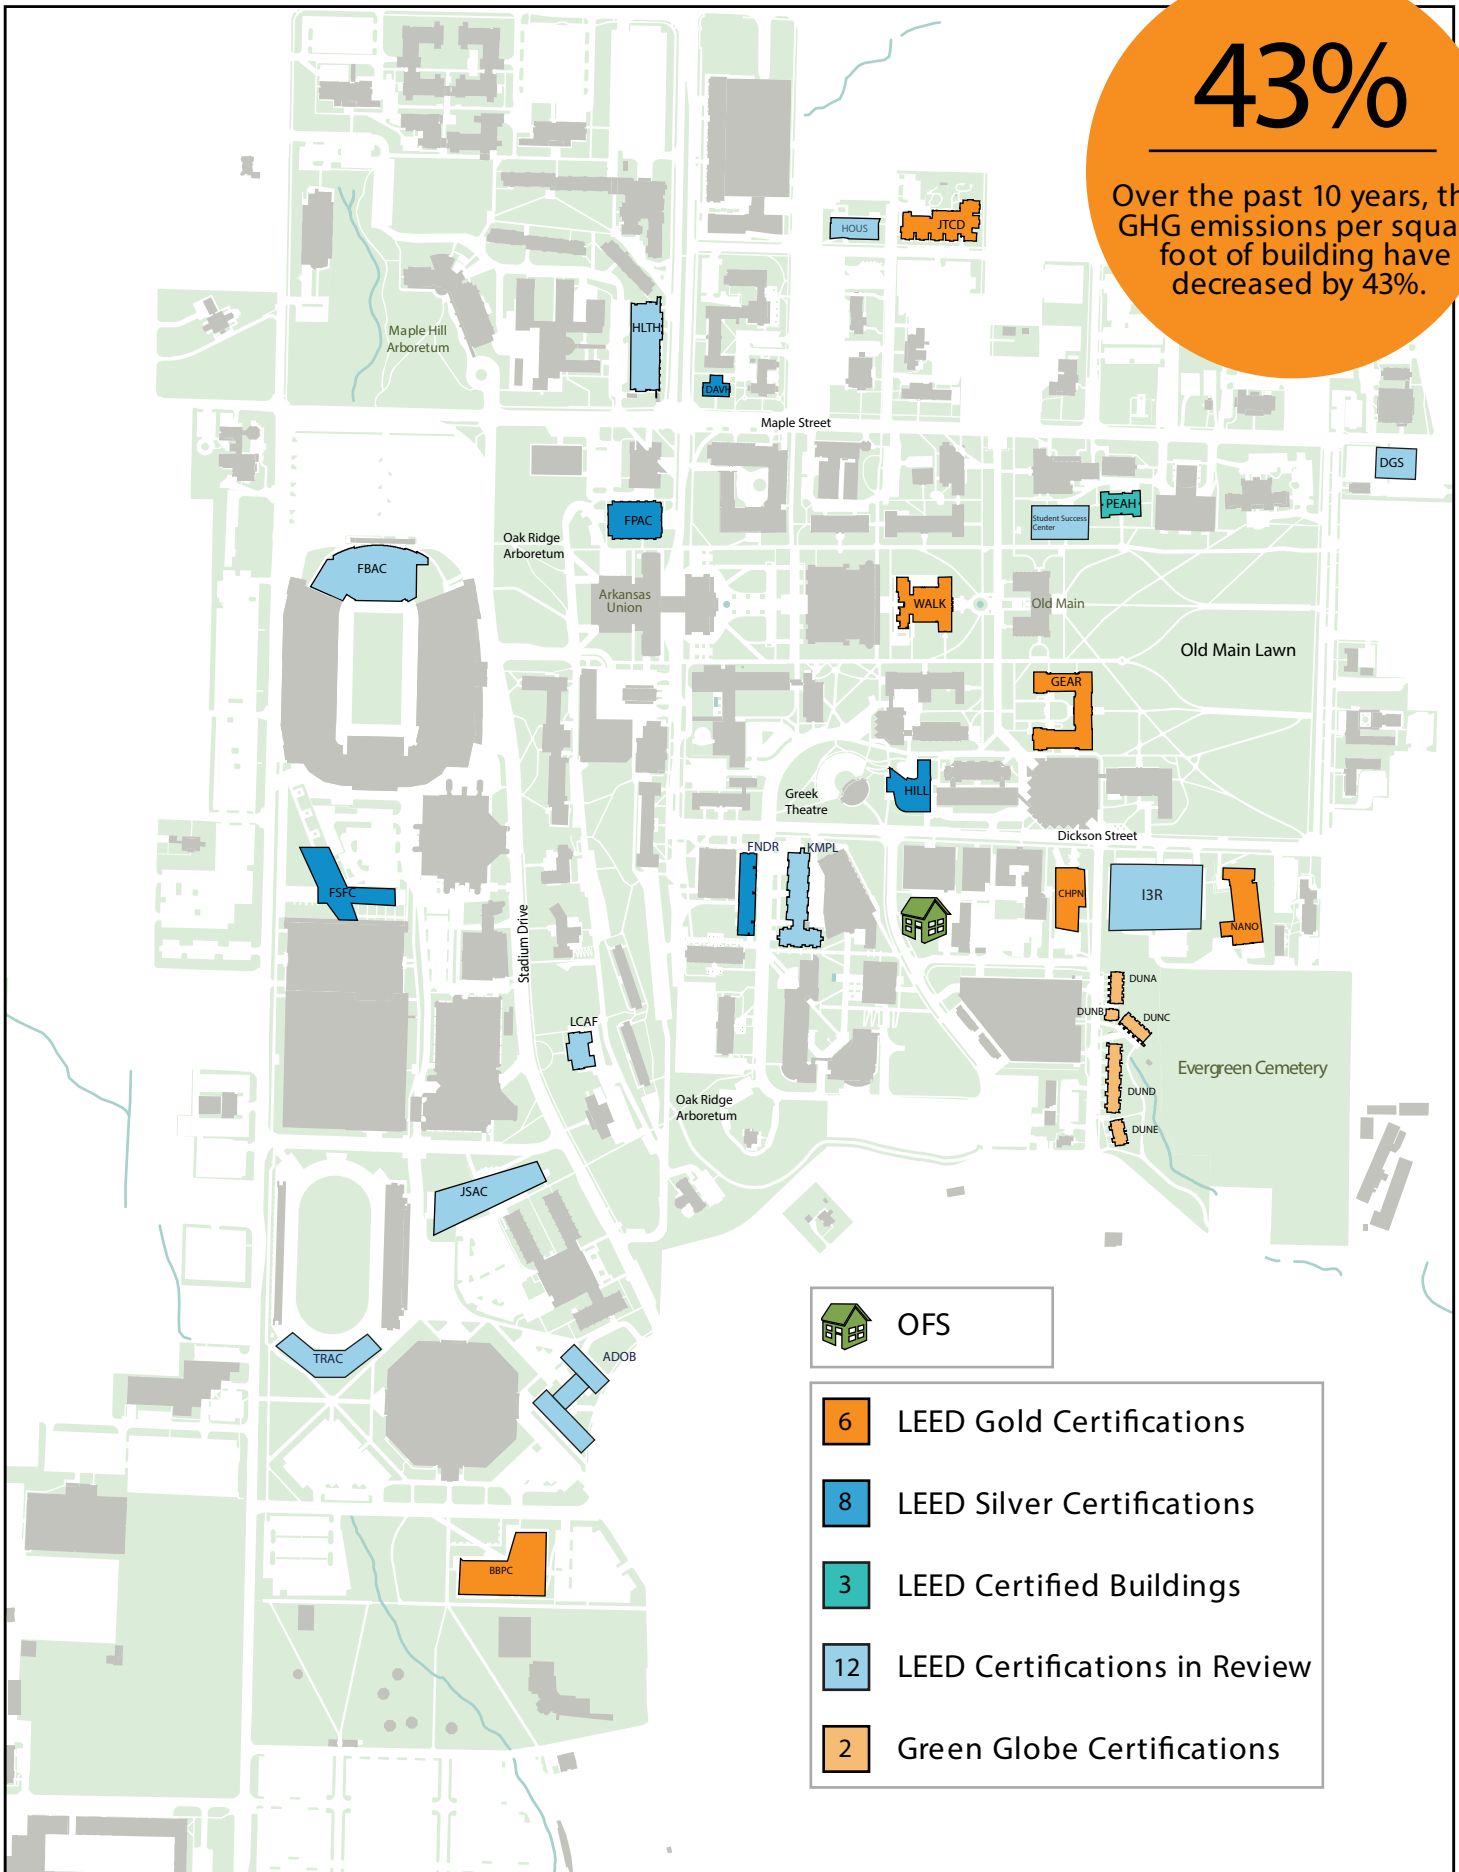 43%
Over the past 10 years, th
GHG emissions per squa
foot of building have
decreased by 43%.
HOUS
JTCD
Maple Hill
Arboretum
HLTH
DAVH
Maple Street
DGS
PEAH
Student Success
Center
FPAC
Oak Ridge
Arboretum
FBAC
Arkansas
Union
WALK
Old Main
Old Main Lawn
GEAR
Greek
Theatre
HILL
Dickson Street
FNDR
KMPL
FSFC
CHPN
I3R
NANO
Stadium Drive
DUNA
DUNB
DUNC
LCAF
Evergreen Cemetery
DUND
Oak Ridge
Arboretum
DUNE
JSAC
OFS
TRAC
ADOB
6 LEED Gold Certifications
8 LEED Silver Certifications
3 LEED Certified Buildings
12 LEED Certifications in Review
2 Green Globe Certifications
BBPC